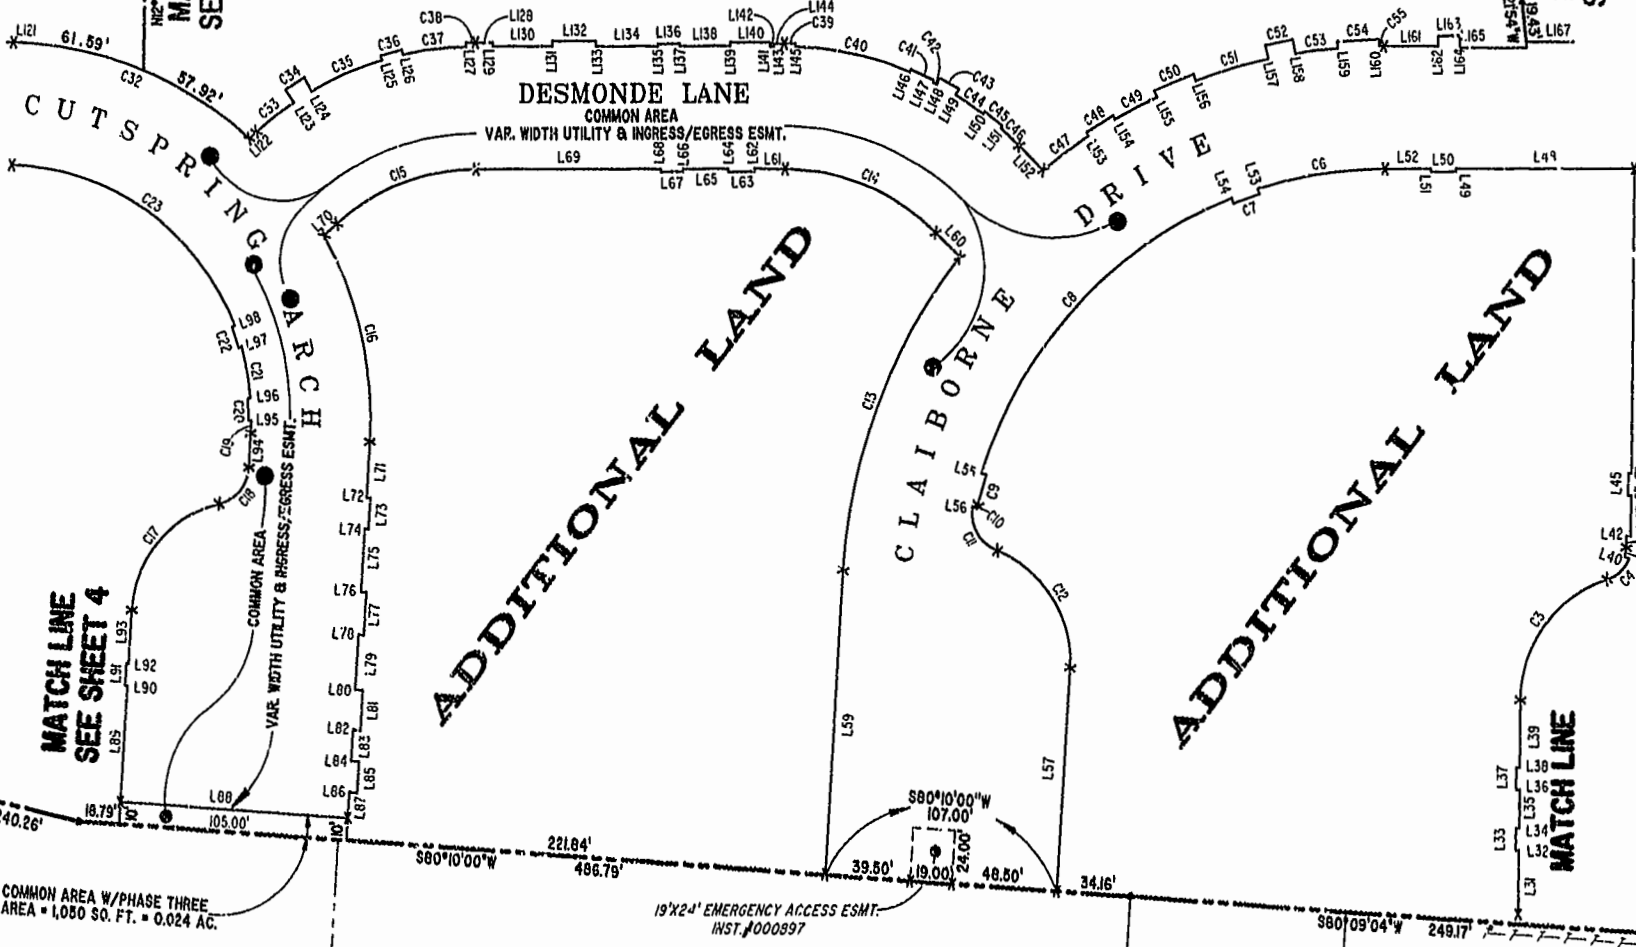 L121
61.59'
C32
57.92'
L122
C53
C34
L123
L124
C35
C36
L125
L126
C37
C38
L127
L128
L129
L130
L131
L132
L133
L134
L135
L136
L137
L138
L139
L140
L141
L142
L143
L144
C39
L145
C40
C41
C42
L146
L147
L148
L149
C43
C44
L150
C45
L151
C46
L152
C47
L153
C48
L154
C49
L155
C50
L156
C51
C52
L157
L158
C53
L159
C54
L160
C55
L161
L162
L163
L164
L165
L167
19.43'
DESMONDE LANE
COMMON AREA
VAR. WIDTH UTILITY & INGRESS/EGRESS ESMT.
CUTSPRING ARCH
CLAIBORNE DRIVE
C23
L70
C15
L69
L68
L67
L66
L65
L64
L63
L62
L61
C14
L60
L54
L53
C7
C6
L52
L51
L50
L49
L49
C8
C13
C16
L98
C22
L97
C21
L96
C20
L95
C19
L94
C18
C17
L71
L72
L73
L74
L75
L76
L77
L78
L79
L80
L81
L82
L83
L84
L85
L86
L87
L93
L92
L91
L90
L89
L88
ADDITIONAL LAND
ADDITIONAL LAND
L55
C9
L56
C10
C11
C12
L59
L57
L45
L42
L40
C4
C3
L39
L38
L37
L36
L35
L34
L33
L32
L31
COMMON AREA
VAR. WIDTH UTILITY & INGRESS/EGRESS ESMT.
MATCH LINE
SEE SHEET 4
MATCH LINE
240.26'
18.79'
10'
105.00'
10'
S80°10'00"W
221.84'
486.79'
S80°10'00"W
107.00'
39.50'
19.00'
24.00'
48.50'
34.16'
S80°09'04"W
249.17'
COMMON AREA W/PHASE THREE
AREA = 1,050 SQ. FT. = 0.024 AC.
19'X24' EMERGENCY ACCESS ESMT.
INST.#000897